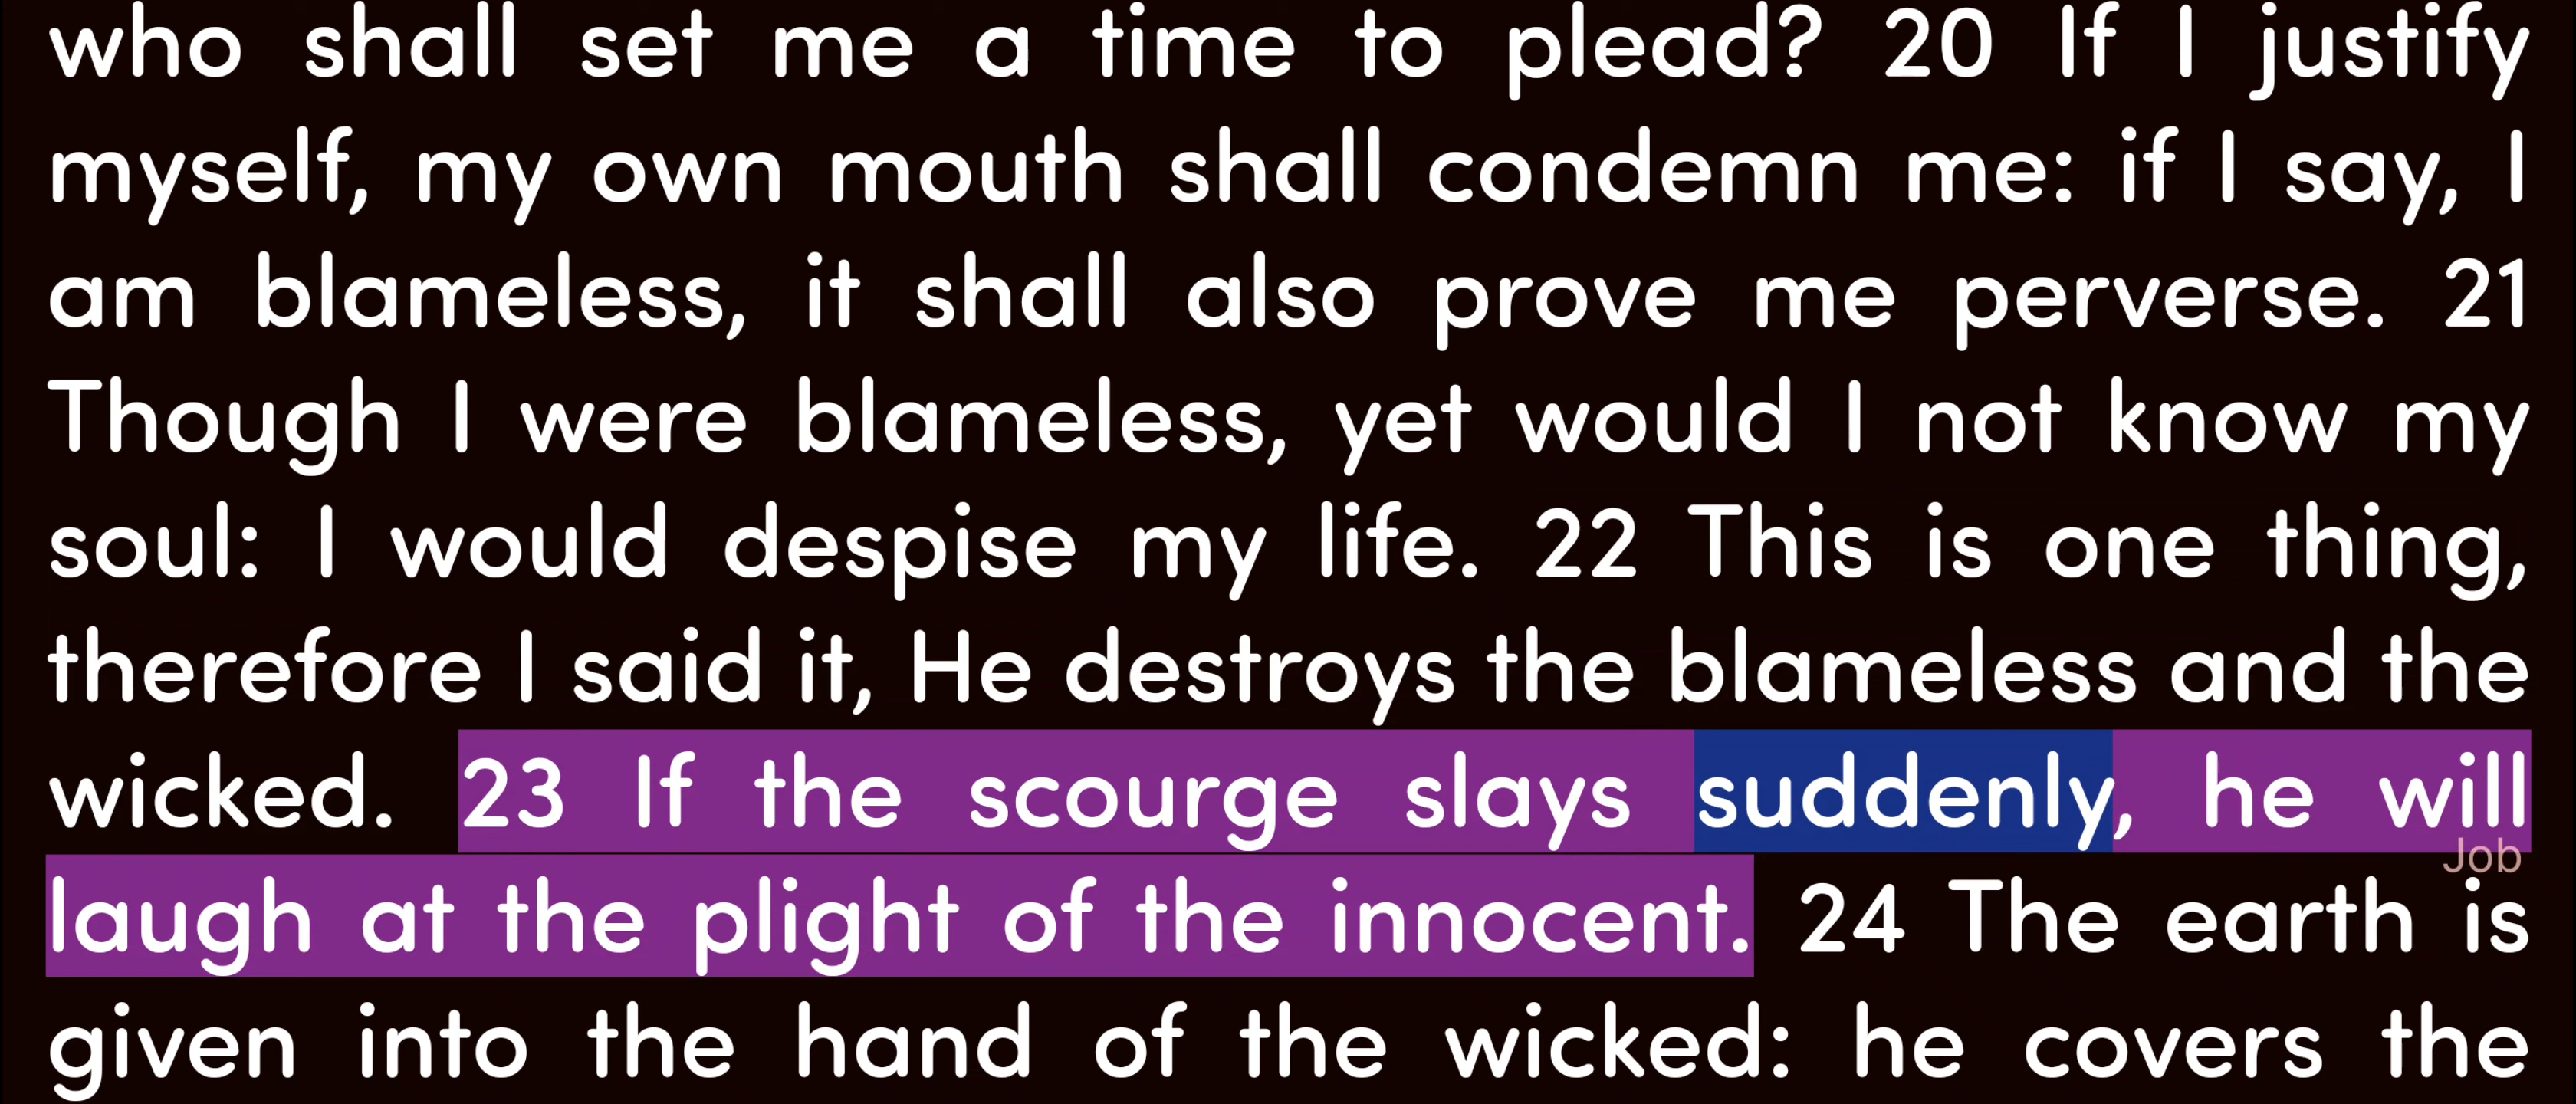 who shall set me a time to plead? 20 If I justify
myself, my own mouth shall condemn me: if I say, I
am blameless, it shall also prove me perverse. 21
Though I were blameless, yet would I not know my
soul: I would despise my life. 22 This is one thing,
therefore I said it, He destroys the blameless and the
wicked. 23 If the scourge slays suddenly, he will
Job
laugh at the plight of the innocent. 24 The earth is
given into the hand of the wicked: he covers the